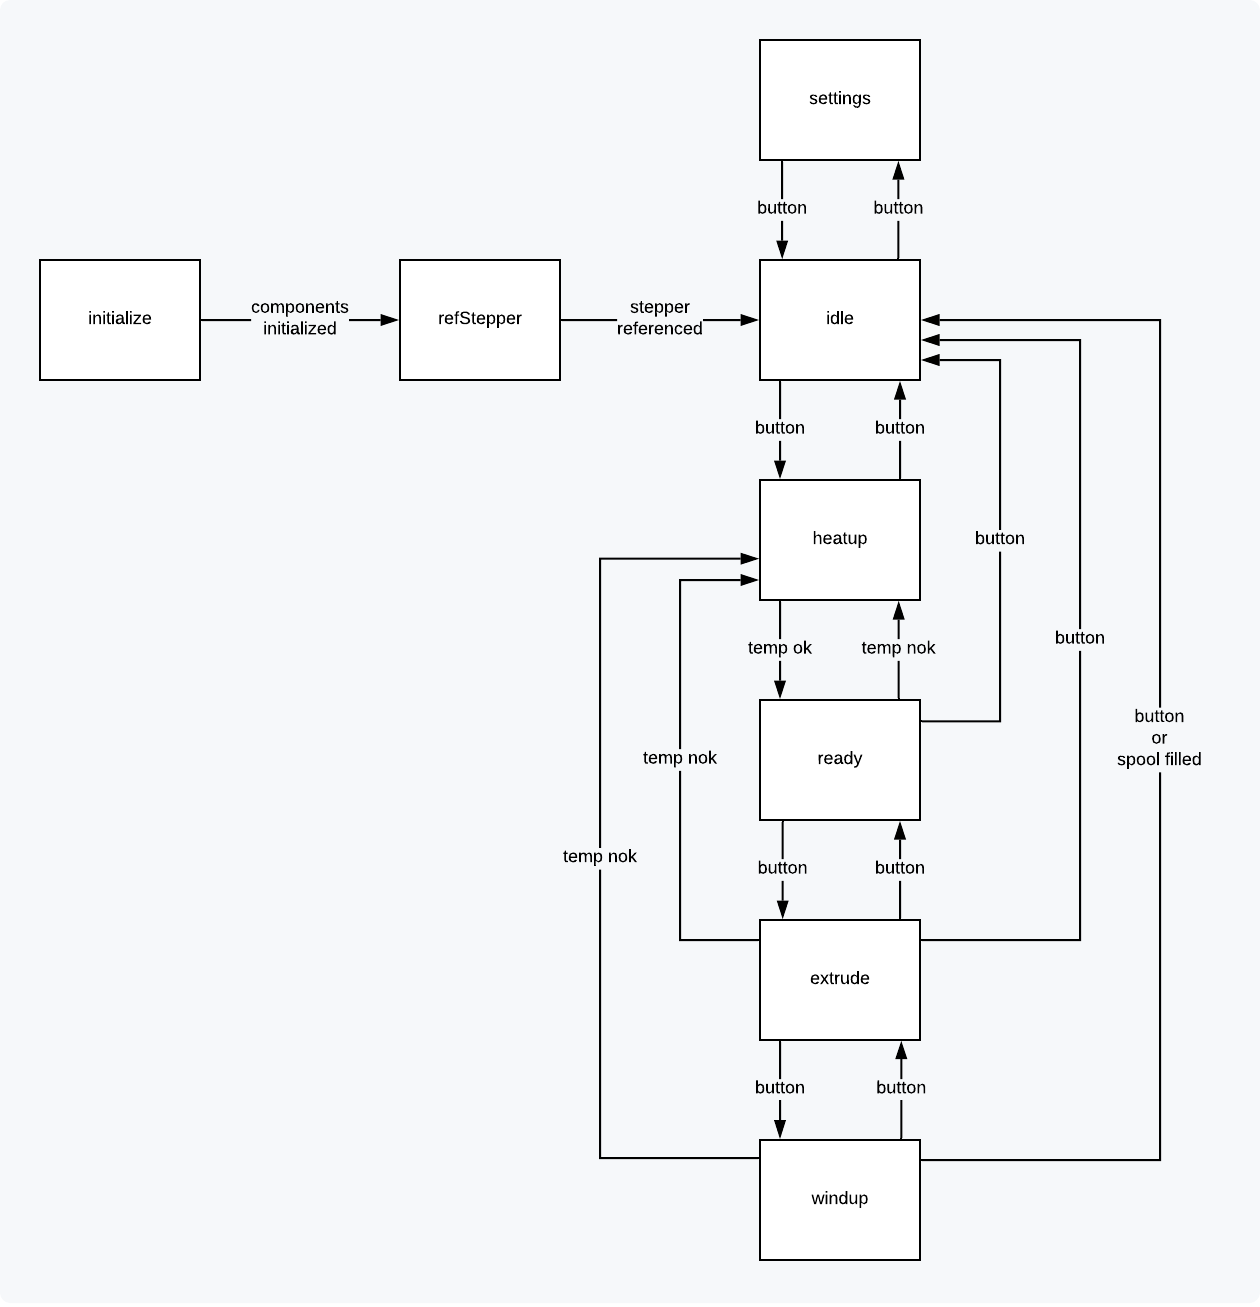 settings
button
button
initialize
components
initialized
refStepper
stepper
referenced
idle
button
button
heatup
button
temp ok
temp nok
button
button
or
spool filled
temp nok
ready
temp nok
button
button
extrude
button
button
windup